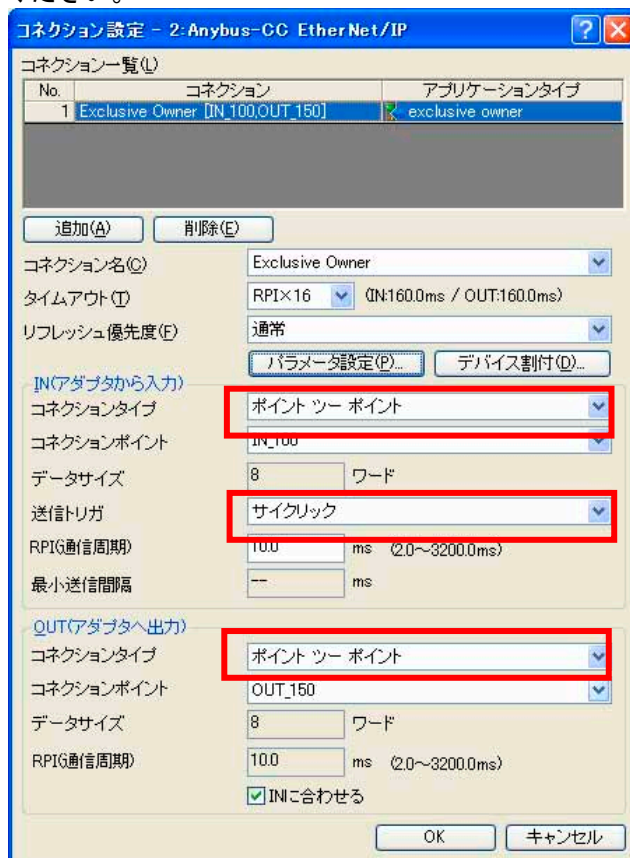 ください。
コネクション設定 - 2:Anybus-CC EtherNet/IP
コネクション一覧(L)
No. コネクション アプリケーションタイプ
1 Exclusive Owner [IN_100,OUT_150] exclusive owner
追加(A) 削除(E)
コネクション名(C) Exclusive Owner
タイムアウト(T) RPI×16 (IN:160.0ms / OUT:160.0ms)
リフレッシュ優先度(F) 通常
パラメータ設定(P)... デバイス割付(D)...
IN(アダプタから入力)
コネクションタイプ ポイント ツー ポイント
コネクションポイント IN_100
データサイズ 8 ワード
送信トリガ サイクリック
RPI(通信周期) 10.0 ms (2.0～3200.0ms)
最小送信間隔 -- ms
OUT(アダプタへ出力)
コネクションタイプ ポイント ツー ポイント
コネクションポイント OUT_150
データサイズ 8 ワード
RPI(通信周期) 10.0 ms (2.0～3200.0ms)
INに合わせる
OK キャンセル